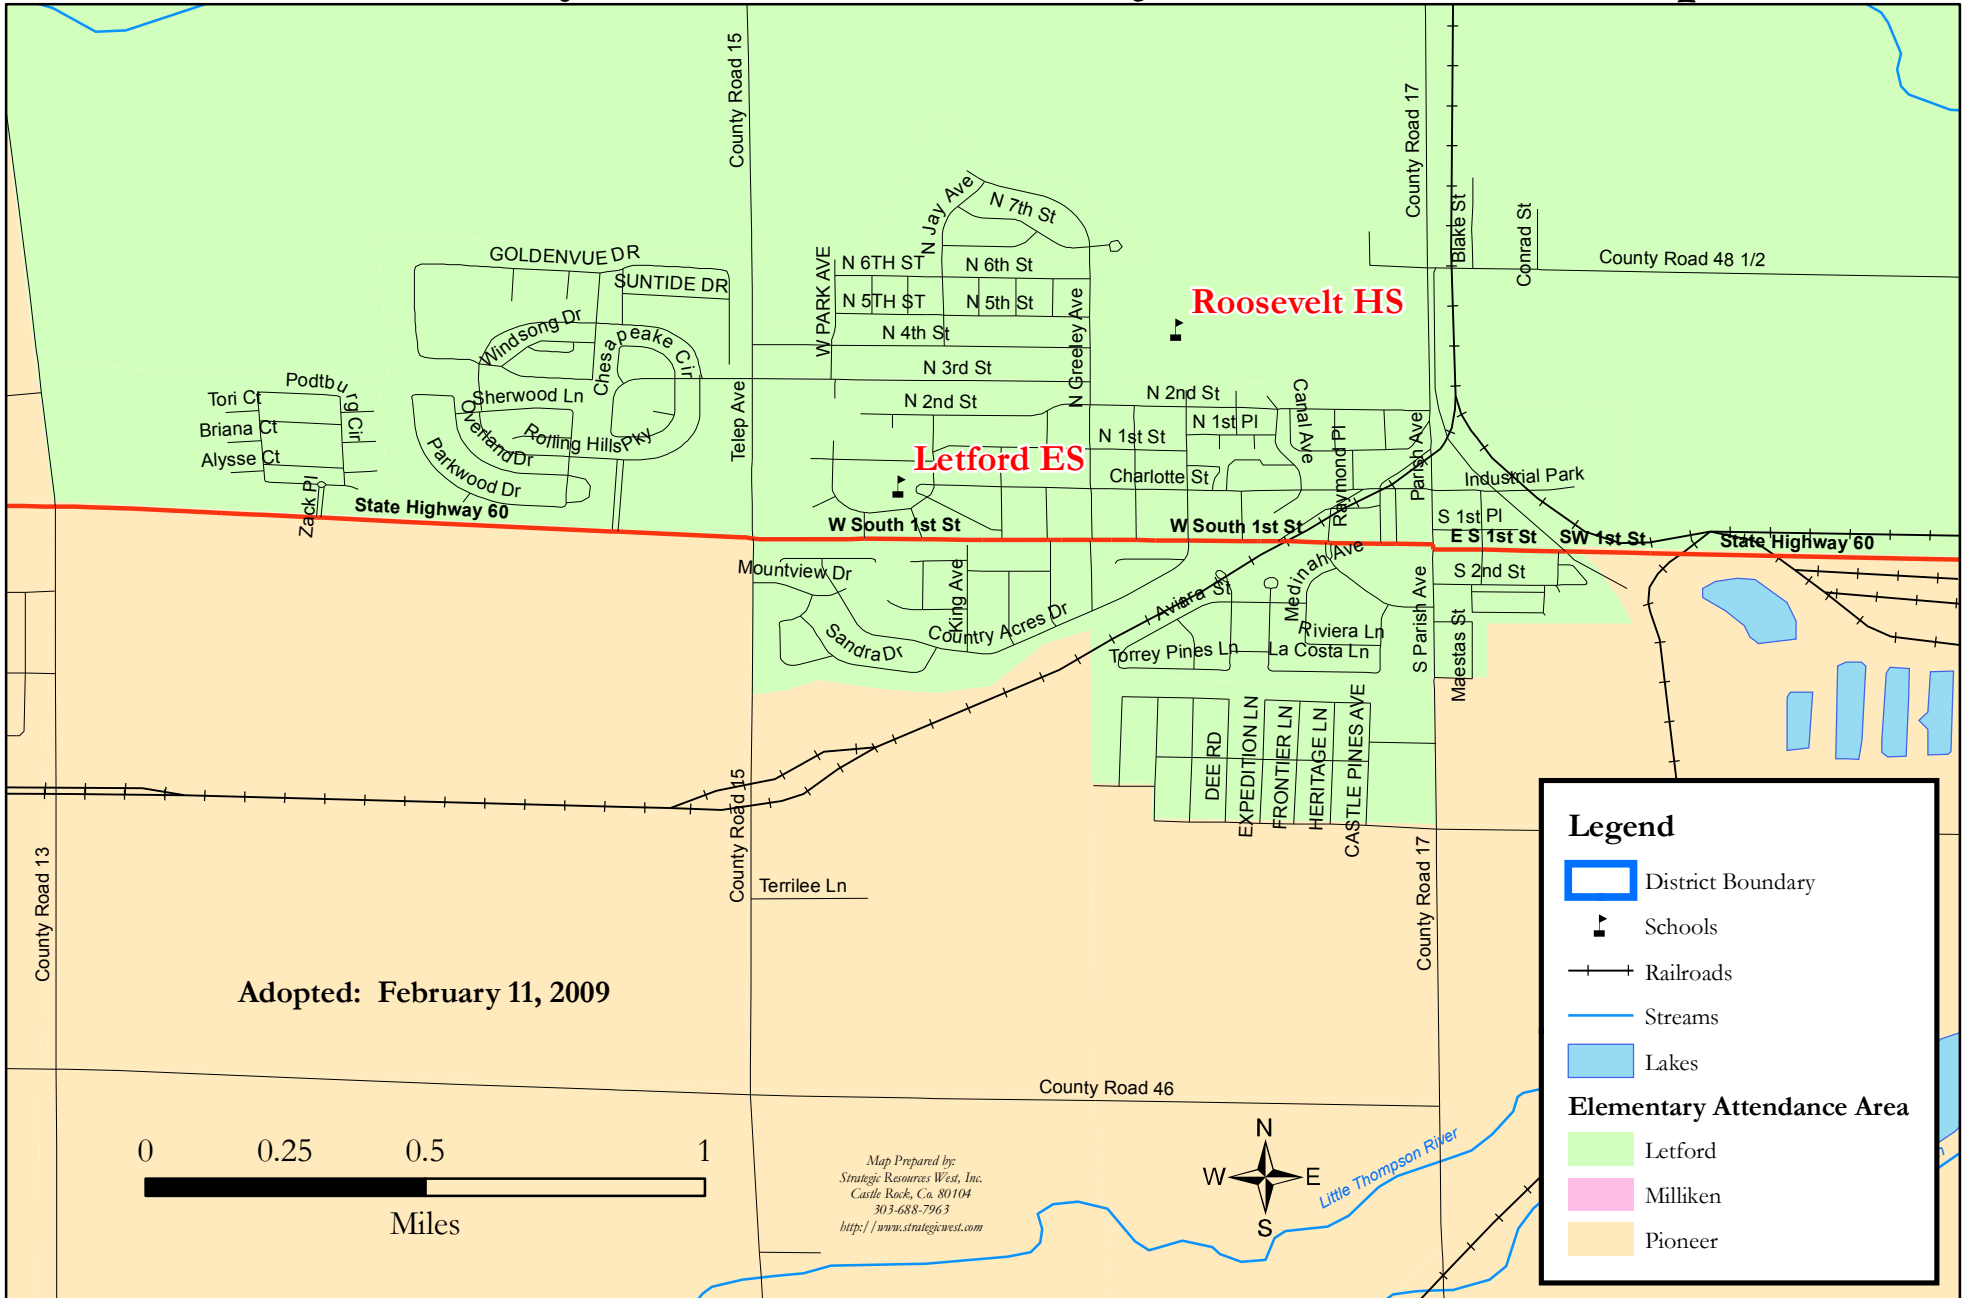 County Road 15
County Road 17
N Jay Ave
N 7th St
Blake St
Conrad St
County Road 48 1/2
GOLDENVUE DR
SUNTIDE DR
W PARK AVE
N 6TH ST
N 6th St
N 5TH ST
N 5th St
N Greeley Ave
Roosevelt HS
Windsong Dr
Chesapeake Cir
N 4th St
N 3rd St
N 2nd St
N 2nd St
Podtburg Cir
Tori Ct
Briana Ct
Alysse Ct
Sherwood Ln
Overland Dr
Rolling Hills Pky
Parkwood Dr
Telep Ave
N 1st Pl
N 1st St
Canal Ave
Raymond Pl
Parish Ave
Letford ES
Charlotte St
Industrial Park
Zack Pl
State Highway 60
W South 1st St
W South 1st St
S 1st Pl
E S 1st St
SW 1st St
State Highway 60
Mountview Dr
King Ave
Medinah Ave
S 2nd St
Aviara St
Country Acres Dr
Sandra Dr
Riviera Ln
Torrey Pines Ln
La Costa Ln
S Parish Ave
Maestas St
DEE RD
EXPEDITION LN
FRONTIER LN
HERITAGE LN
CASTLE PINES AVE
County Road 13
County Road 15
County Road 17
Terrilee Ln
Adopted: February 11, 2009
County Road 46
Little Thompson River
0 0.25 0.5 1
Miles
Map Prepared by:
Strategic Resources West, Inc.
Castle Rock, Co. 80104
303-688-7963
http://www.strategicwest.com
N
W E
S
Legend
District Boundary
Schools
Railroads
Streams
Lakes
Elementary Attendance Area
Letford
Milliken
Pioneer